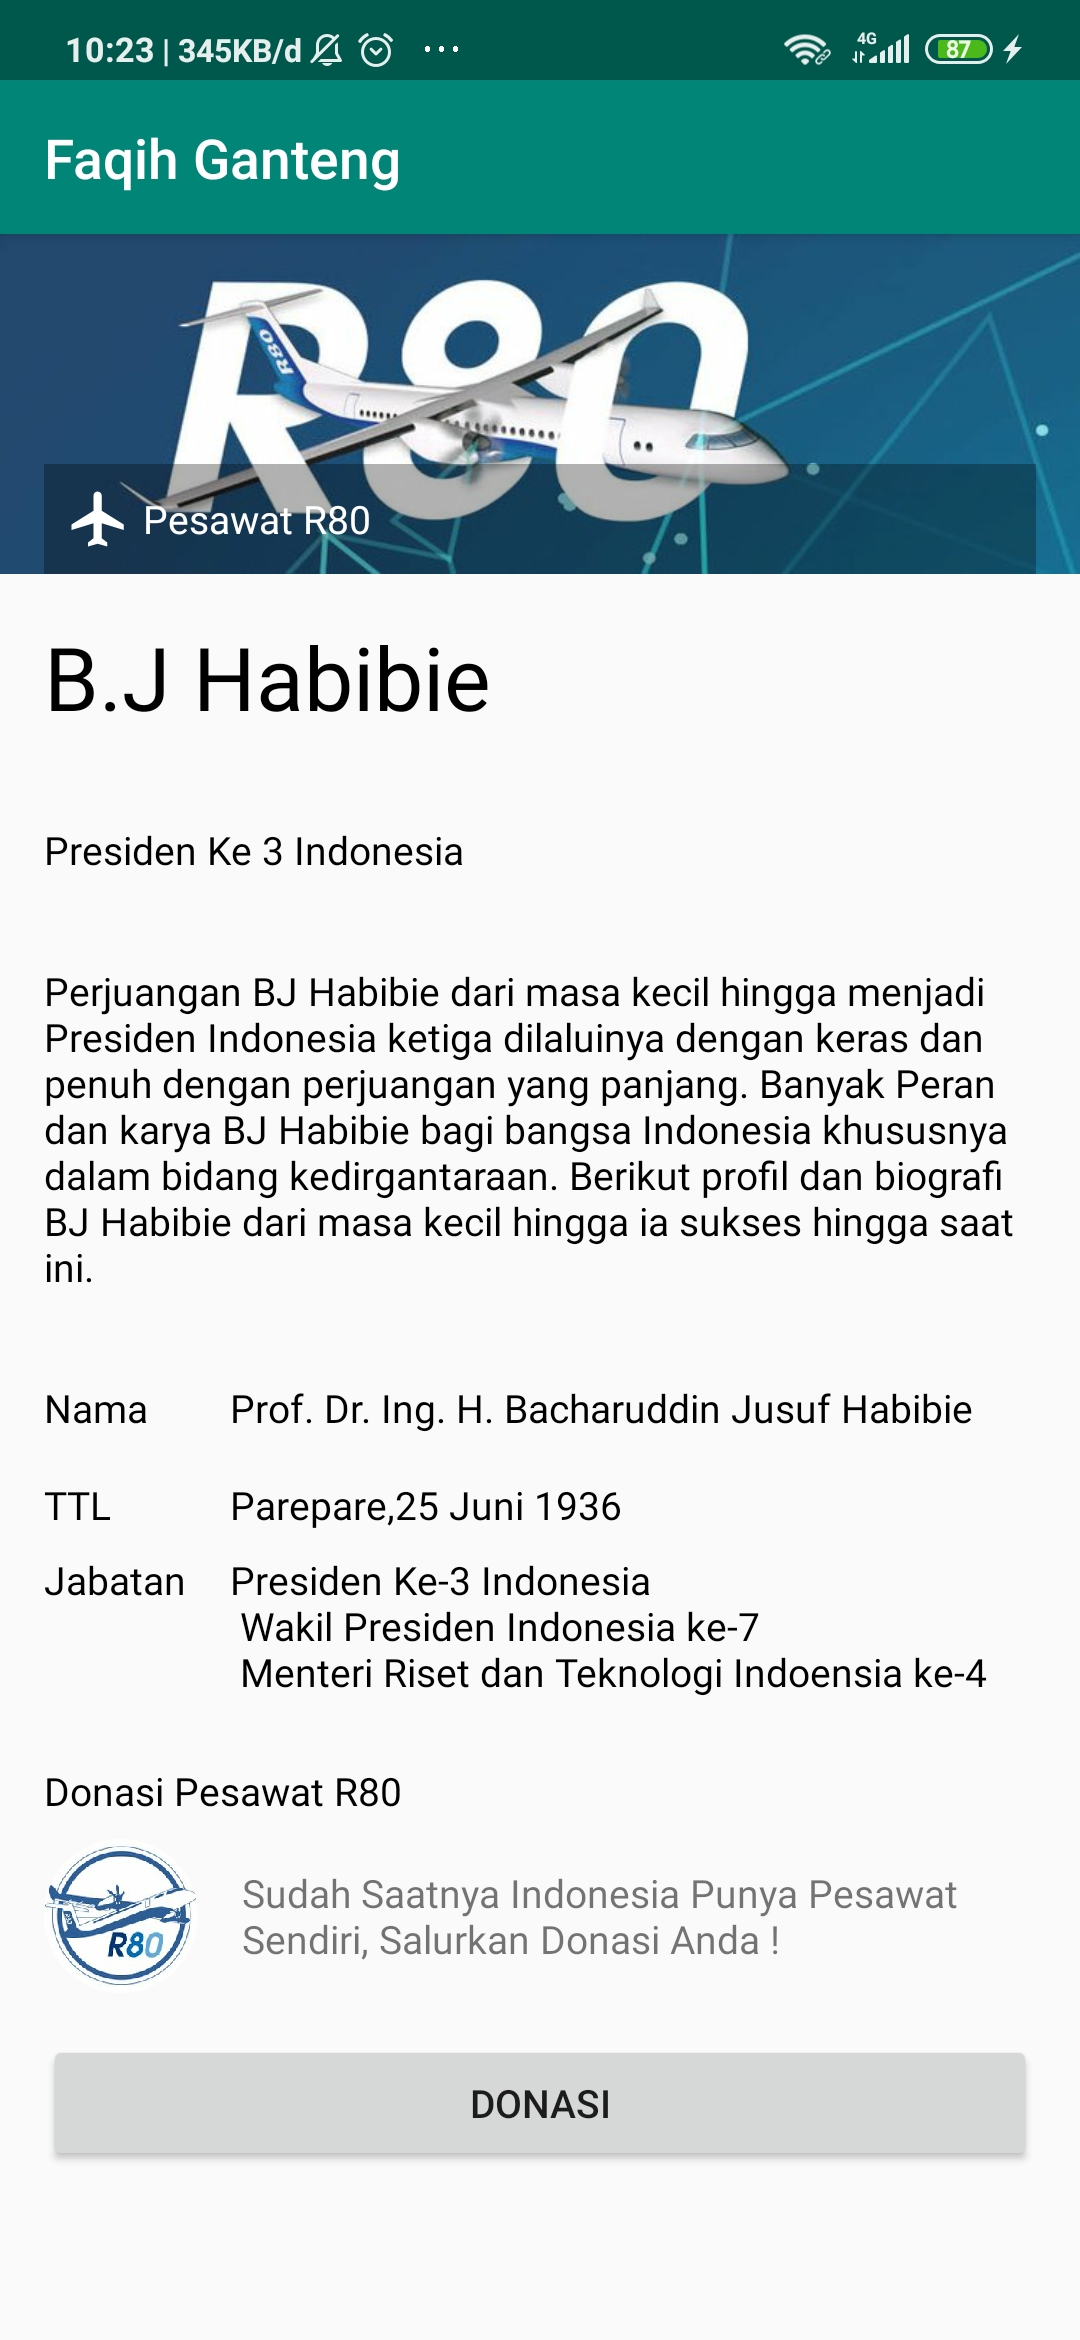 10:23 | 345KB/d ...
4G
87
Faqih Ganteng
R80
R80
Pesawat R80
B.J Habibie
Presiden Ke 3 Indonesia
Perjuangan BJ Habibie dari masa kecil hingga menjadi
Presiden Indonesia ketiga dilaluinya dengan keras dan
penuh dengan perjuangan yang panjang. Banyak Peran
dan karya BJ Habibie bagi bangsa Indonesia khususnya
dalam bidang kedirgantaraan. Berikut profil dan biografi
BJ Habibie dari masa kecil hingga ia sukses hingga saat
ini.
Nama Prof. Dr. Ing. H. Bacharuddin Jusuf Habibie
TTL Parepare,25 Juni 1936
Jabatan Presiden Ke-3 Indonesia
Wakil Presiden Indonesia ke-7
Menteri Riset dan Teknologi Indoensia ke-4
Donasi Pesawat R80
R80
Sudah Saatnya Indonesia Punya Pesawat
Sendiri, Salurkan Donasi Anda !
DONASI